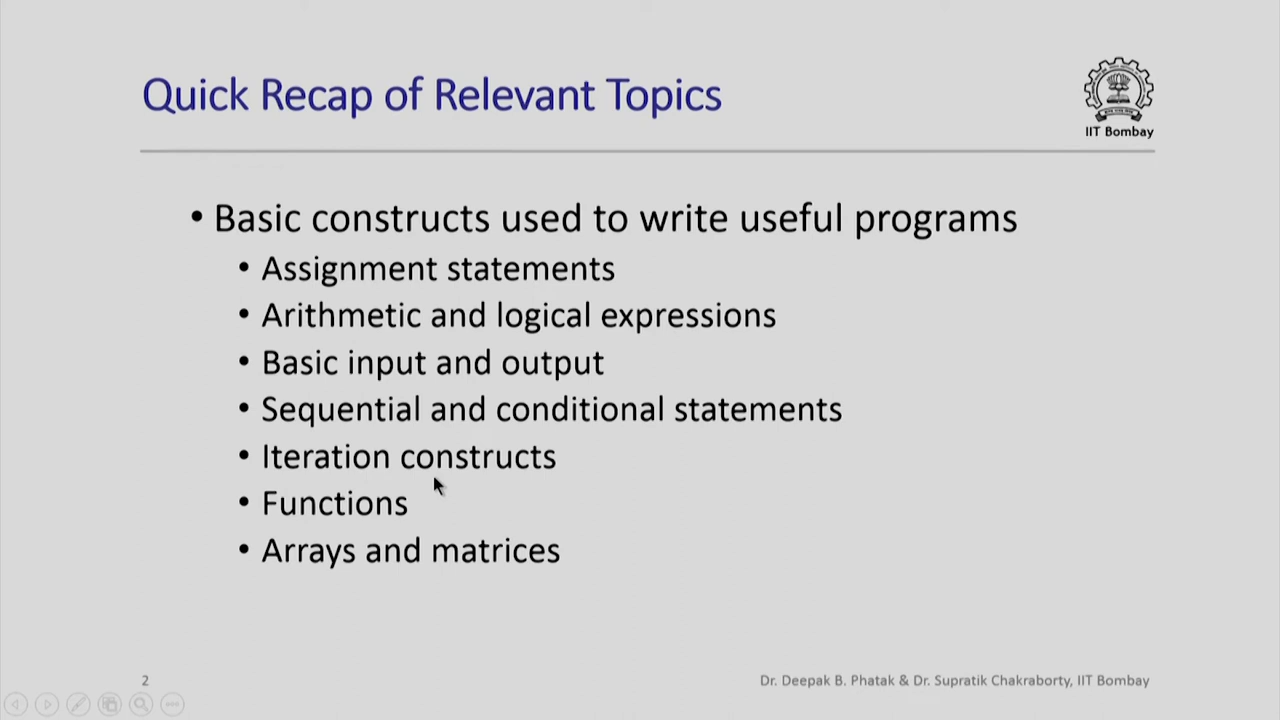 Quick Recap of Relevant Topics
IIT Bombay
• Basic constructs used to write useful programs
• Assignment statements
• Arithmetic and logical expressions
• Basic input and output
• Sequential and conditional statements
• Iteration constructs
• Functions
• Arrays and matrices
2
Dr. Deepak B. Phatak & Dr. Supratik Chakraborty, IIT Bombay